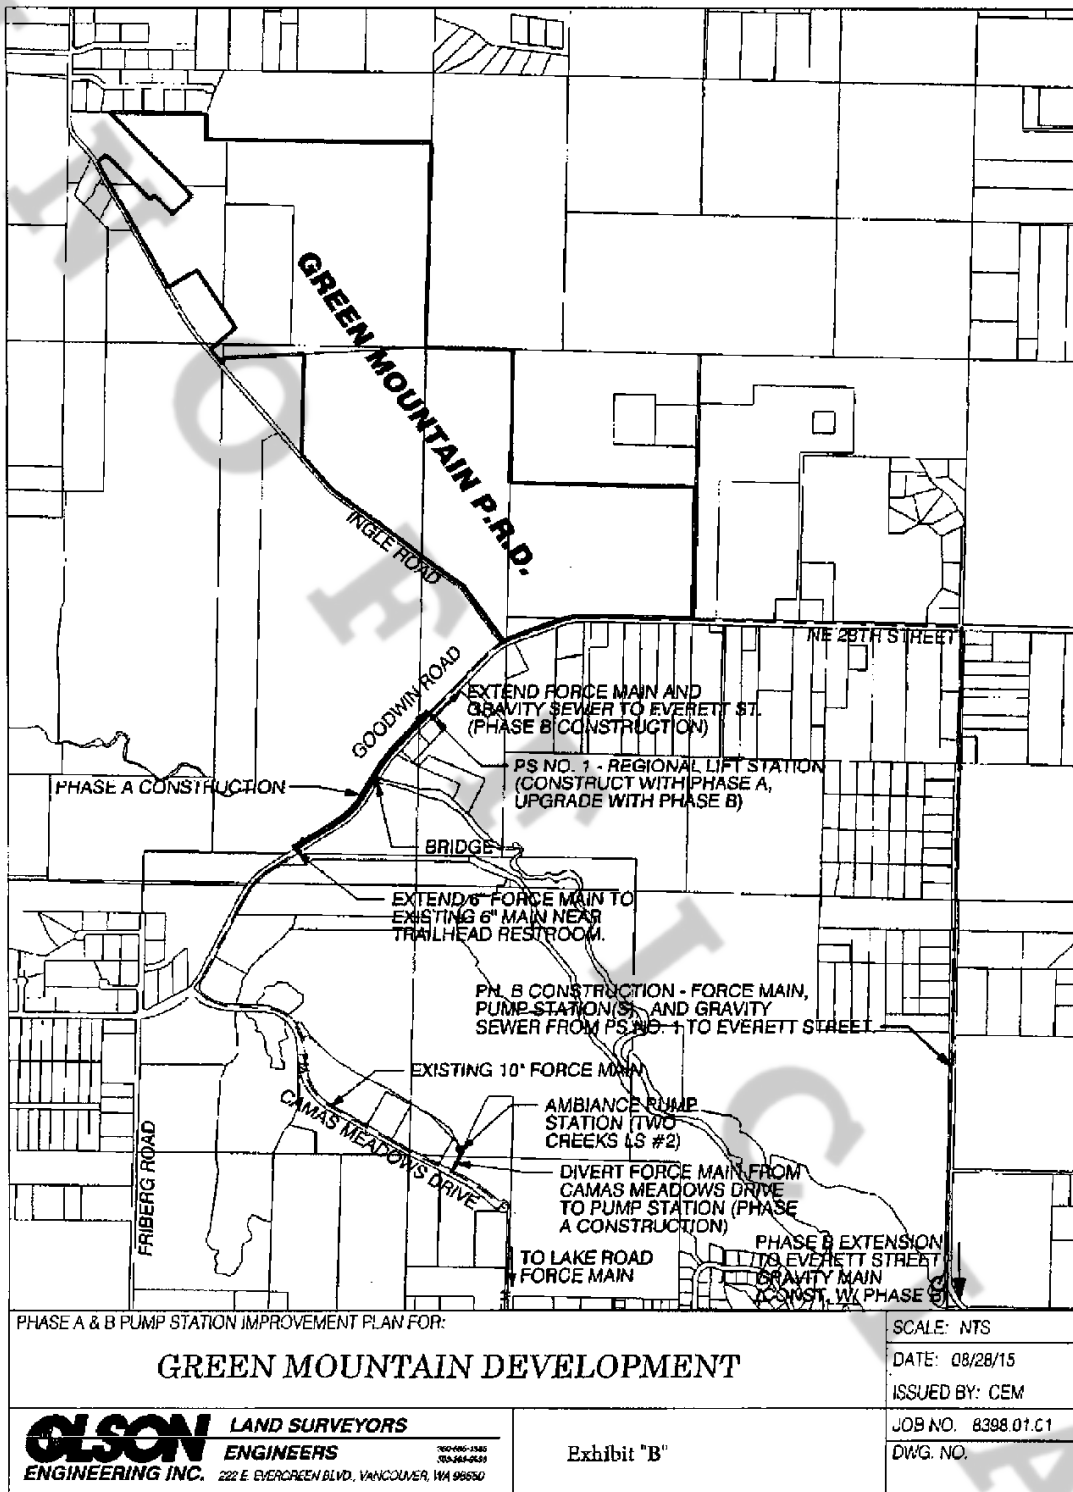 GREEN MOUNTAIN P.R.D.
INGLE ROAD
NE 28TH STREET
GOODWIN ROAD
EXTEND FORCE MAIN AND
GRAVITY SEWER TO EVERETT ST.
(PHASE B CONSTRUCTION)
PS NO. 1 - REGIONAL LIFT STATION
(CONSTRUCT WITH PHASE A,
UPGRADE WITH PHASE B)
PHASE A CONSTRUCTION
BRIDGE
EXTEND 6" FORCE MAIN TO
EXISTING 6" MAIN NEAR
TRAILHEAD RESTROOM.
PH. B CONSTRUCTION - FORCE MAIN,
PUMP STATION(S), AND GRAVITY
SEWER FROM PS NO. 1 TO EVERETT STREET
EXISTING 10" FORCE MAIN
CAMAS MEADOWS DRIVE
AMBIANCE PUMP
STATION (TWO
CREEKS LS #2)
DIVERT FORCE MAIN FROM
CAMAS MEADOWS DRIVE
TO PUMP STATION (PHASE
A CONSTRUCTION)
FRIBERG ROAD
TO LAKE ROAD
FORCE MAIN
PHASE B EXTENSION
TO EVERETT STREET
GRAVITY MAIN
(CONST. W/ PHASE B)
PHASE A & B PUMP STATION IMPROVEMENT PLAN FOR:
GREEN MOUNTAIN DEVELOPMENT
SCALE: NTS
DATE: 08/28/15
ISSUED BY: CEM
JOB NO. 8398.01.01
DWG. NO.
OLSON
ENGINEERING INC.
LAND SURVEYORS
ENGINEERS
222 E. EVERGREEN BLVD., VANCOUVER, WA 98660
Exhibit "B"